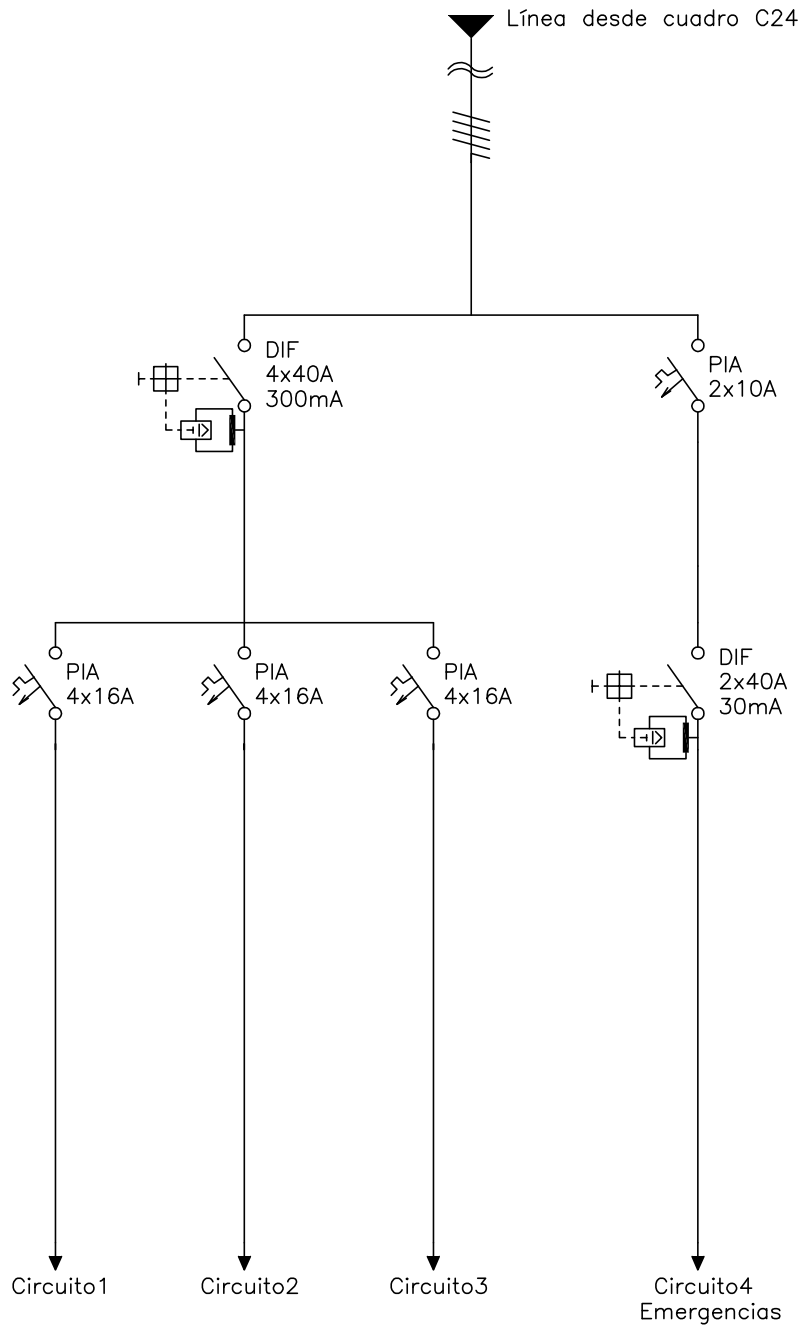 Línea desde cuadro C24
DIF
4x40A
300mA
PIA
2x10A
PIA
4x16A
PIA
4x16A
PIA
4x16A
DIF
2x40A
30mA
Circuito1
Circuito2
Circuito3
Circuito4
Emergencias